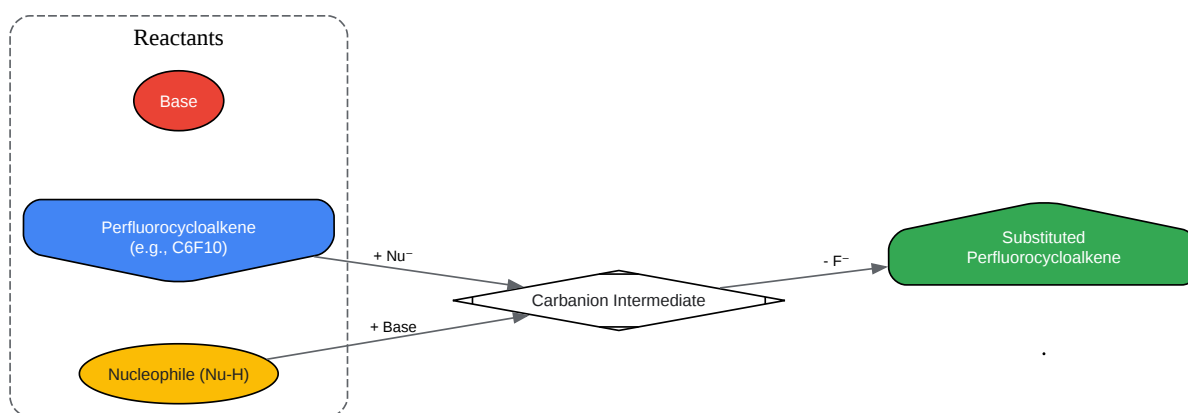 Reactants
Base
Perfluorocycloalkene
(e.g., C6F10)
+ Nu⁻
Nucleophile (Nu-H)
+ Base
Carbanion Intermediate
- F⁻
Substituted
Perfluorocycloalkene
.